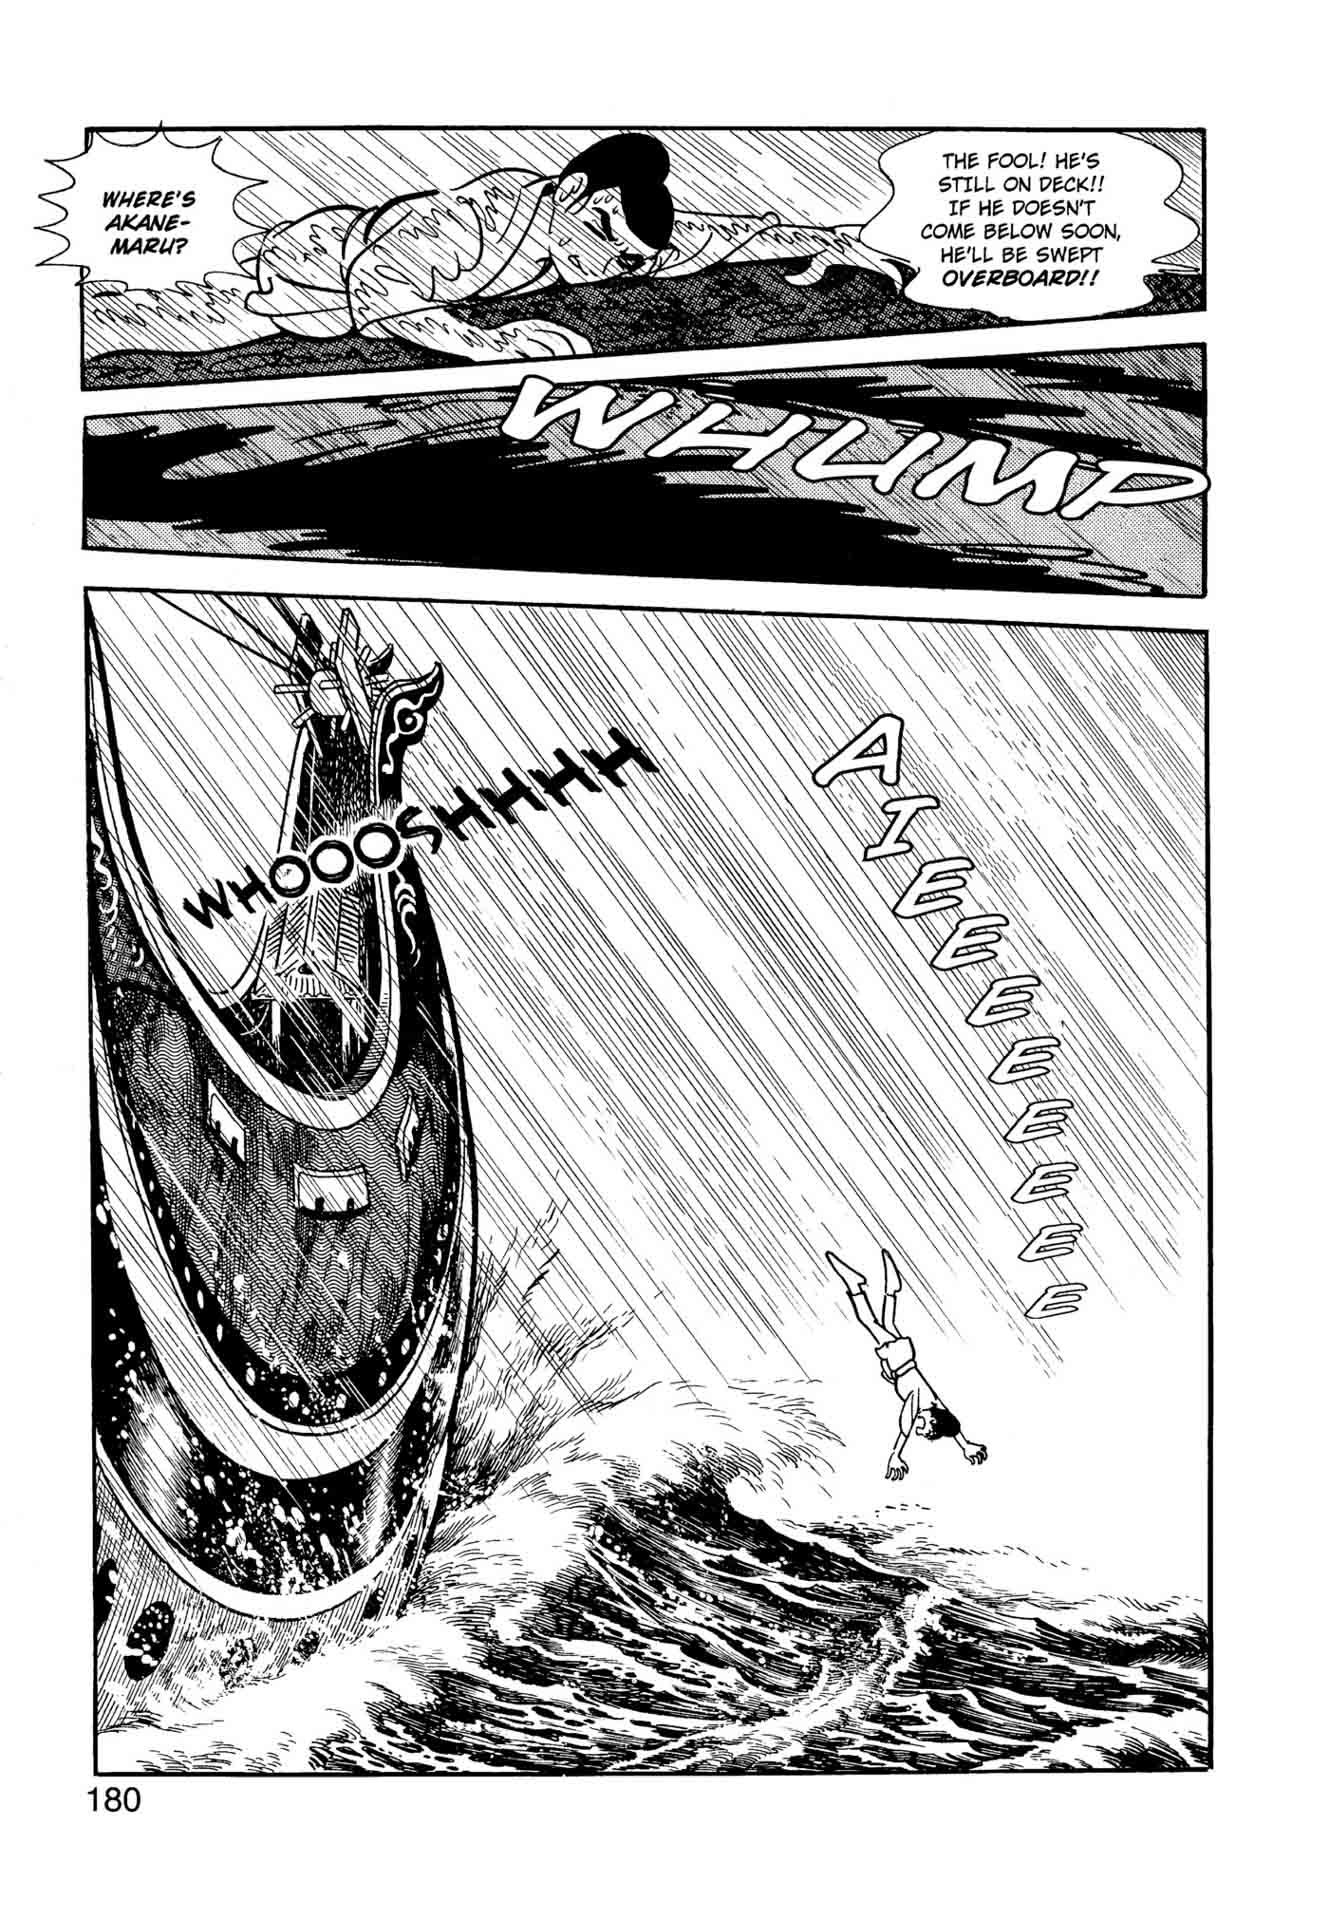 WHERE'S
AKANE-
MARU?
THE FOOL! HE'S
STILL ON DECK!!
IF HE DOESN'T
COME BELOW SOON,
HE'LL BE SWEPT
OVERBOARD!!
WHUMP
WHOOOSHHHH
AIEEEEEEEE
180